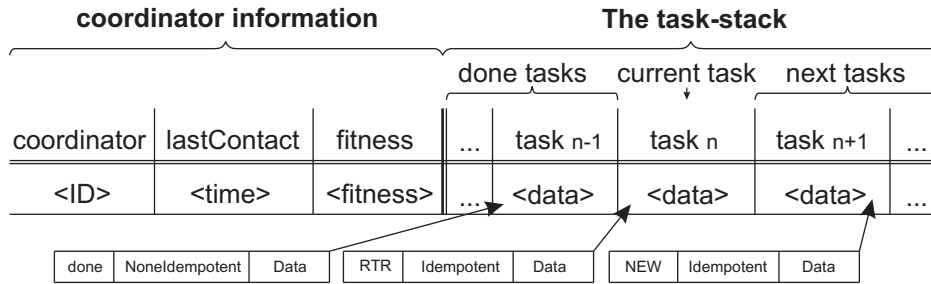 coordinator information The task-stack
done tasks current task next tasks
coordinator lastContact fitness ... task n-1 task n task n+1 ...
<ID> <time> <fitness> ... <data> <data> <data> ...
done NoneIdempotent Data RTR Idempotent Data NEW Idempotent Data